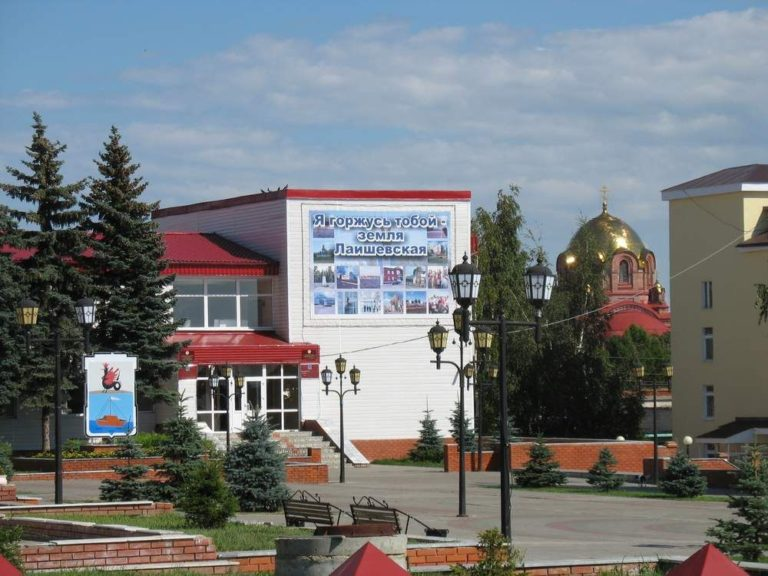 Я горжусь тобой -
земля
Лаишевская